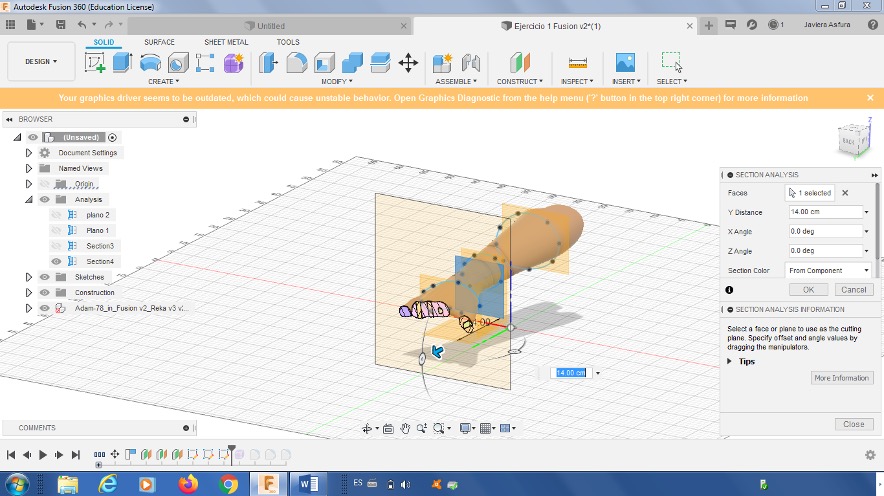 Autodesk Fusion 360 (Education License)
Untitled
Ejercicio 1 Fusion v2*(1)
1
Javiera Asfura
DESIGN
SOLID
SURFACE
SHEET METAL
TOOLS
CREATE
MODIFY
ASSEMBLE
CONSTRUCT
INSPECT
INSERT
SELECT
Your graphics driver seems to be outdated, which could cause unstable behavior. Open Graphics Diagnostic from the help menu ('?' button in the top right corner) for more information
BROWSER
(Unsaved)
Document Settings
Named Views
Origin
Analysis
plano 2
Plano 1
Section3
Section4
Sketches
Construction
Adam-78_in_Fusion v2_Reka v3 v...
Z
BACK
14.00 cm
SECTION ANALYSIS
Faces
1 selected
Y Distance
14.00 cm
X Angle
0.0 deg
Z Angle
0.0 deg
Section Color
From Component
OK
Cancel
SECTION ANALYSIS INFORMATION
Select a face or plane to use as the cutting
plane. Specify offset and angle values by
dragging the manipulators.
Tips
More Information
Close
COMMENTS
ES